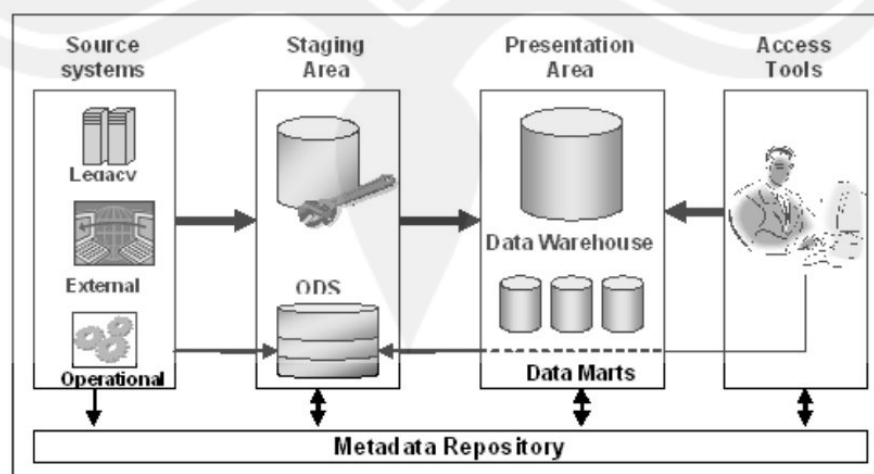 Source
systems
Staging
Area
Presentation
Area
Access
Tools
Legacy
External
Operational
ODS
Data Warehouse
Data Marts
Metadata Repository